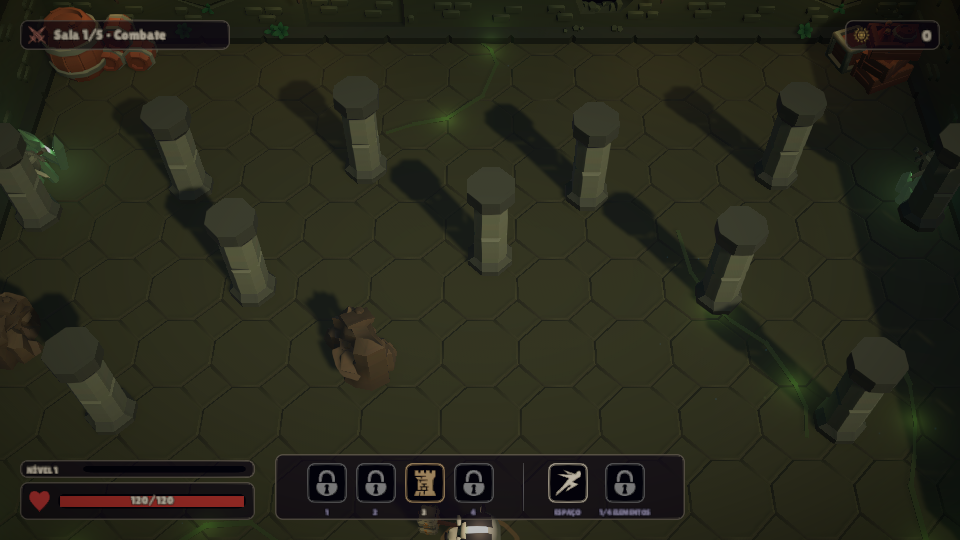 Sala 1/5 · Combate
0
NÍVEL 1
120/120
1
2
3
4
ESPAÇO
1/4 ELEMENTOS